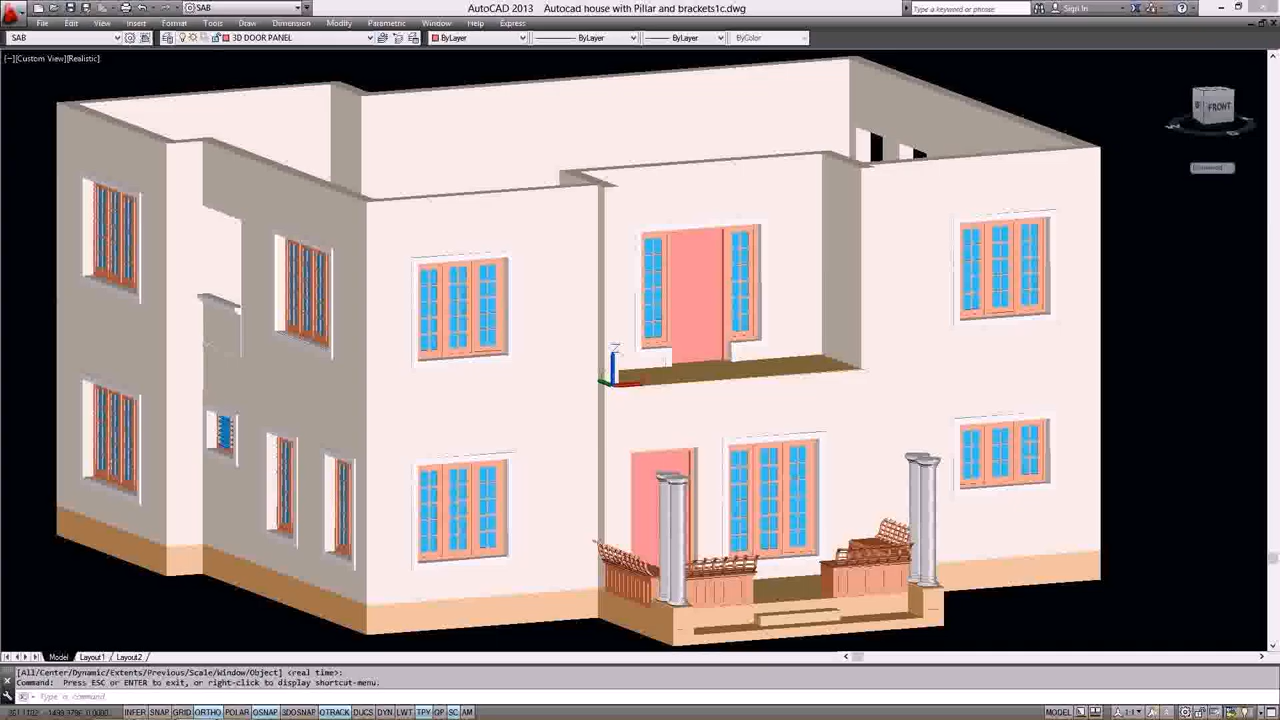 SAB
AutoCAD 2013 Autocad house with Pillar and brackets1c.dwg
Type a keyword or phrase
Sign In
File Edit View Insert Format Tools Draw Dimension Modify Parametric Window Help Express
SAB
3D DOOR PANEL
ByLayer
ByLayer
ByLayer
ByColor
[−][Custom View][Realistic]
FRONT
Z
Model Layout1 Layout2
[All/Center/Dynamic/Extents/Previous/Scale/Window/Object] <real time>:
Command: Press ESC or ENTER to exit, or right-click to display shortcut-menu.
Type a command
INFER SNAP GRID ORTHO POLAR OSNAP 3DOSNAP OTRACK DUCS DYN LWT TPY QP SC AM
MODEL
1:1